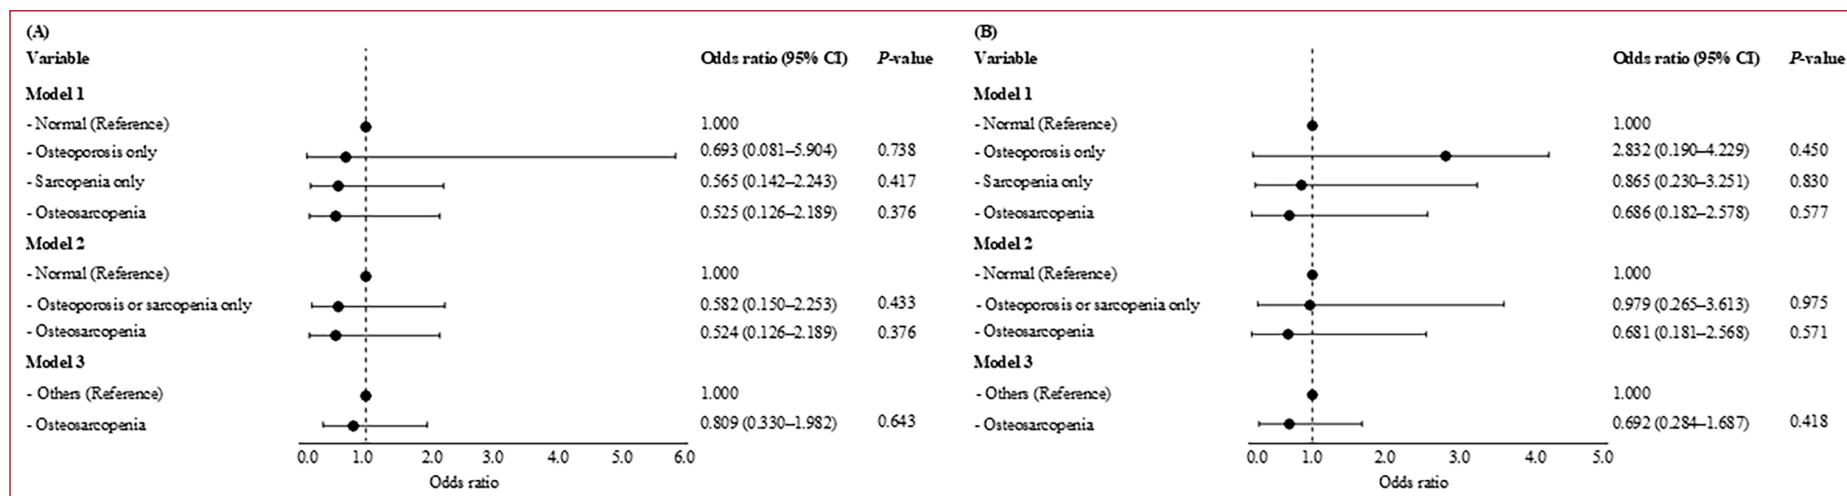 (A)
Variable Odds ratio (95% CI) P-value
Model 1
- Normal (Reference) 1.000
- Osteoporosis only 0.693 (0.081–5.904) 0.738
- Sarcopenia only 0.565 (0.142–2.243) 0.417
- Osteosarcopenia 0.525 (0.126–2.189) 0.376
Model 2
- Normal (Reference) 1.000
- Osteoporosis or sarcopenia only 0.582 (0.150–2.253) 0.433
- Osteosarcopenia 0.524 (0.126–2.189) 0.376
Model 3
- Others (Reference) 1.000
- Osteosarcopenia 0.809 (0.330–1.982) 0.643
0.0 1.0 2.0 3.0 4.0 5.0 6.0
Odds ratio
(B)
Variable Odds ratio (95% CI) P-value
Model 1
- Normal (Reference) 1.000
- Osteoporosis only 2.832 (0.190–4.229) 0.450
- Sarcopenia only 0.865 (0.230–3.251) 0.830
- Osteosarcopenia 0.686 (0.182–2.578) 0.577
Model 2
- Normal (Reference) 1.000
- Osteoporosis or sarcopenia only 0.979 (0.265–3.613) 0.975
- Osteosarcopenia 0.681 (0.181–2.568) 0.571
Model 3
- Others (Reference) 1.000
- Osteosarcopenia 0.692 (0.284–1.687) 0.418
0.0 1.0 2.0 3.0 4.0 5.0
Odds ratio